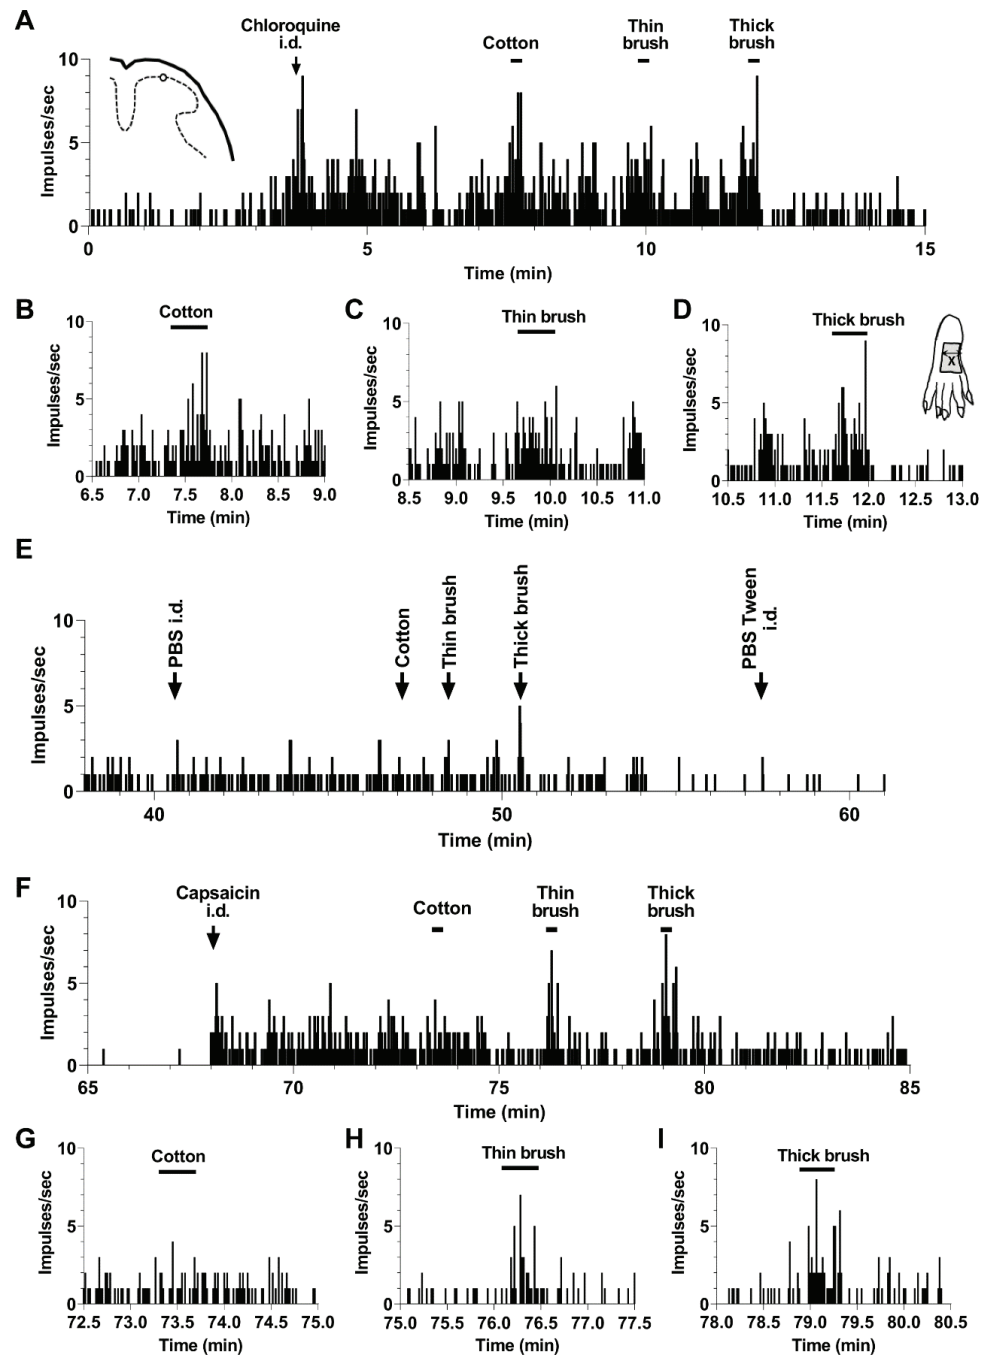 A
Chloroquine
i.d.
Cotton
Thin
brush
Thick
brush
Impulses/sec
10
5
0
0
5
10
15
Time (min)
B
Cotton
Impulses/sec
10
5
0
6.5
7.0
7.5
8.0
8.5
9.0
Time (min)
C
Thin brush
Impulses/sec
10
5
0
8.5
9.0
9.5
10.0
10.5
11.0
Time (min)
D
Thick brush
Impulses/sec
10
5
0
10.5
11.0
11.5
12.0
12.5
13.0
Time (min)
X
E
PBS i.d.
Cotton
Thin brush
Thick brush
PBS Tween
i.d.
Impulses/sec
10
5
0
40
50
60
Time (min)
F
Capsaicin
i.d.
Cotton
Thin
brush
Thick
brush
Impulses/sec
10
5
0
65
70
75
80
85
Time (min)
G
Cotton
Impulses/sec
10
5
0
72.5
73.0
73.5
74.0
74.5
75.0
Time (min)
H
Thin brush
Impulses/sec
10
5
0
75.0
75.5
76.0
76.5
77.0
77.5
Time (min)
I
Thick brush
Impulses/sec
10
5
0
78.0
78.5
79.0
79.5
80.0
80.5
Time (min)